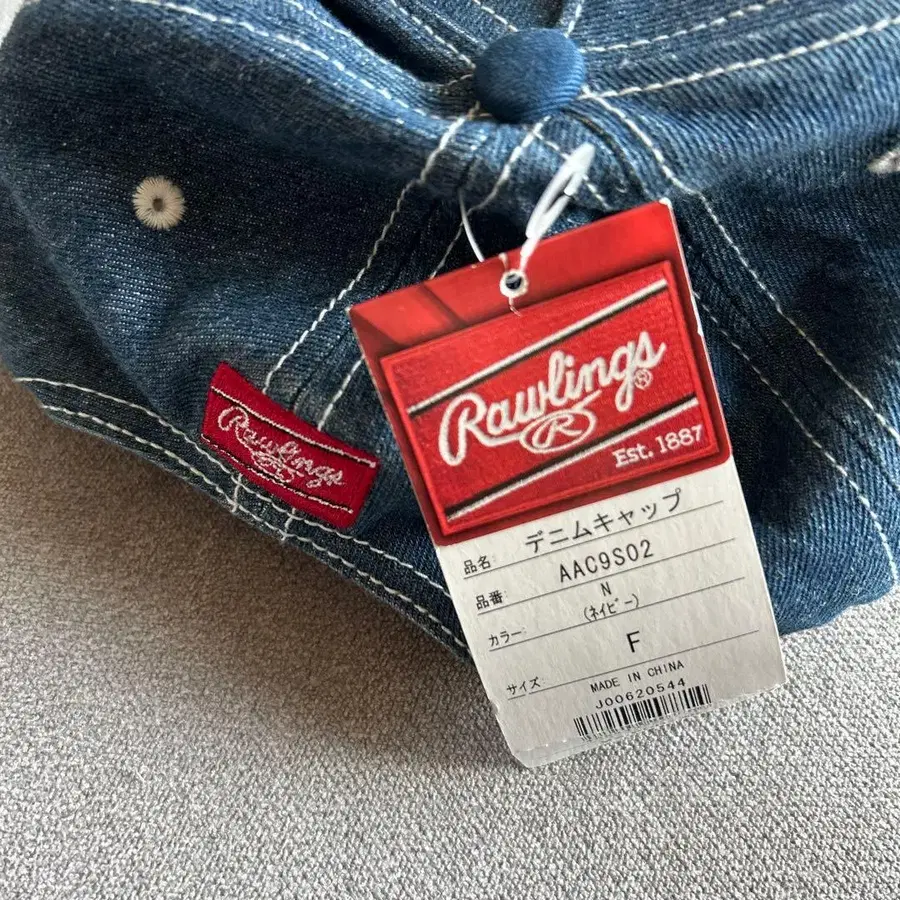 Rawlings
R
Est. 1887
Rawlings
品名: デニムキャップ
品番: AAC9S02
カラー: N
(ネイビー)
サイズ F
MADE IN CHINA
J00620544